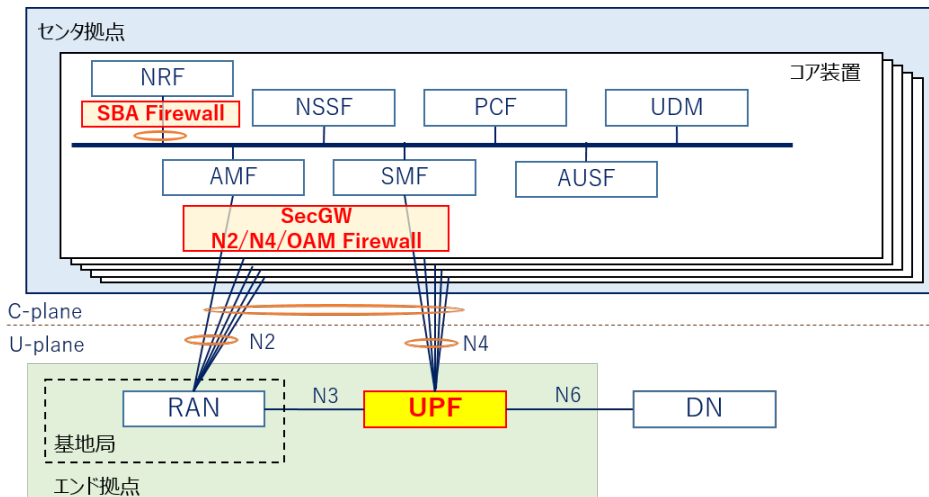 センタ拠点
コア装置
NRF
SBA Firewall
NSSF
PCF
UDM
AMF
SMF
AUSF
SecGW
N2/N4/OAM Firewall
C-plane
U-plane
N2
N4
RAN
N3
UPF
N6
DN
基地局
エンド拠点